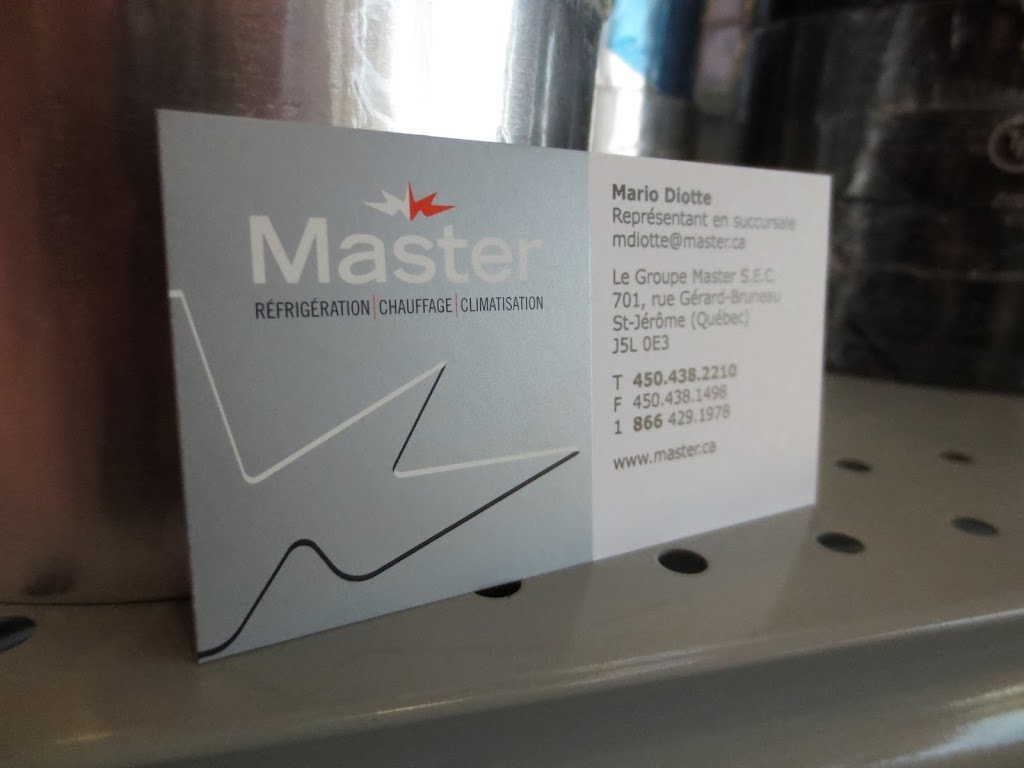 Master
RÉFRIGÉRATION | CHAUFFAGE | CLIMATISATION
Mario Diotte
Représentant en succursale
mdiotte@master.ca
Le Groupe Master S.E.C.
701, rue Gérard-Bruneau
St-Jérôme (Québec)
J5L 0E3
T 450.438.2210
F 450.438.1498
1 866 429.1978
www.master.ca